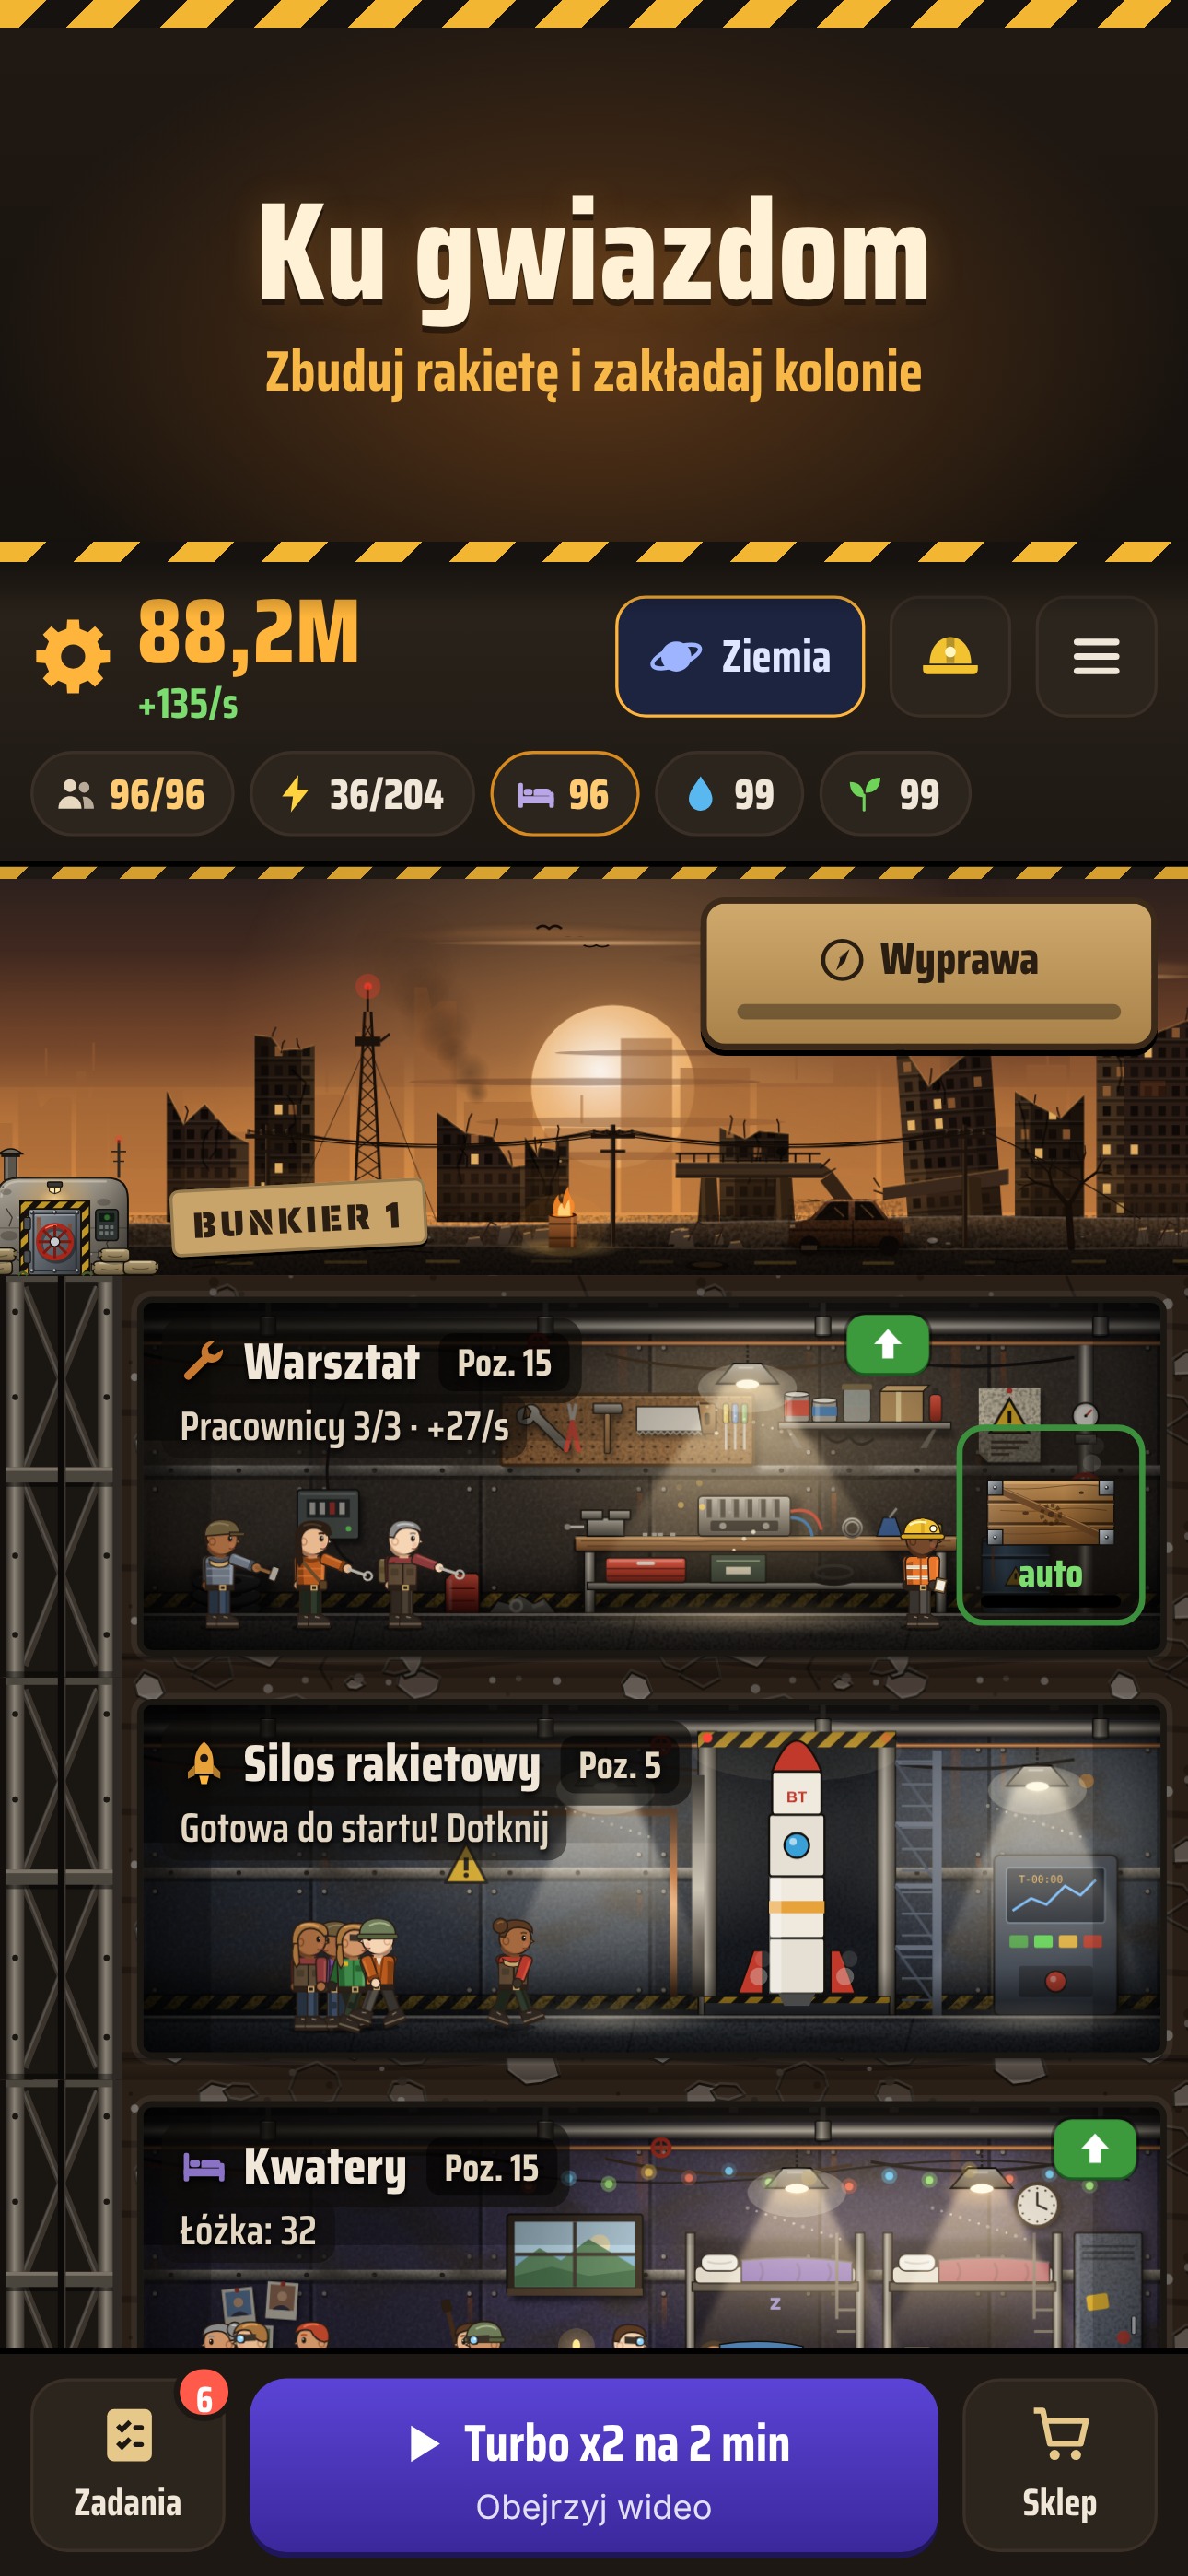 Ku gwiazdom
Zbuduj rakietę i zakładaj kolonie
88,2M
+135/s
Ziemia
96/96
36/204
96
99
99
Wyprawa
BUNKIER 1
Warsztat
Poz. 15
Pracownicy 3/3 · +27/s
auto
Silos rakietowy
Poz. 5
Gotowa do startu! Dotknij
BT
T-00:00
Kwatery
Poz. 15
Łóżka: 32
z
6
Zadania
Turbo x2 na 2 min
Obejrzyj wideo
Sklep